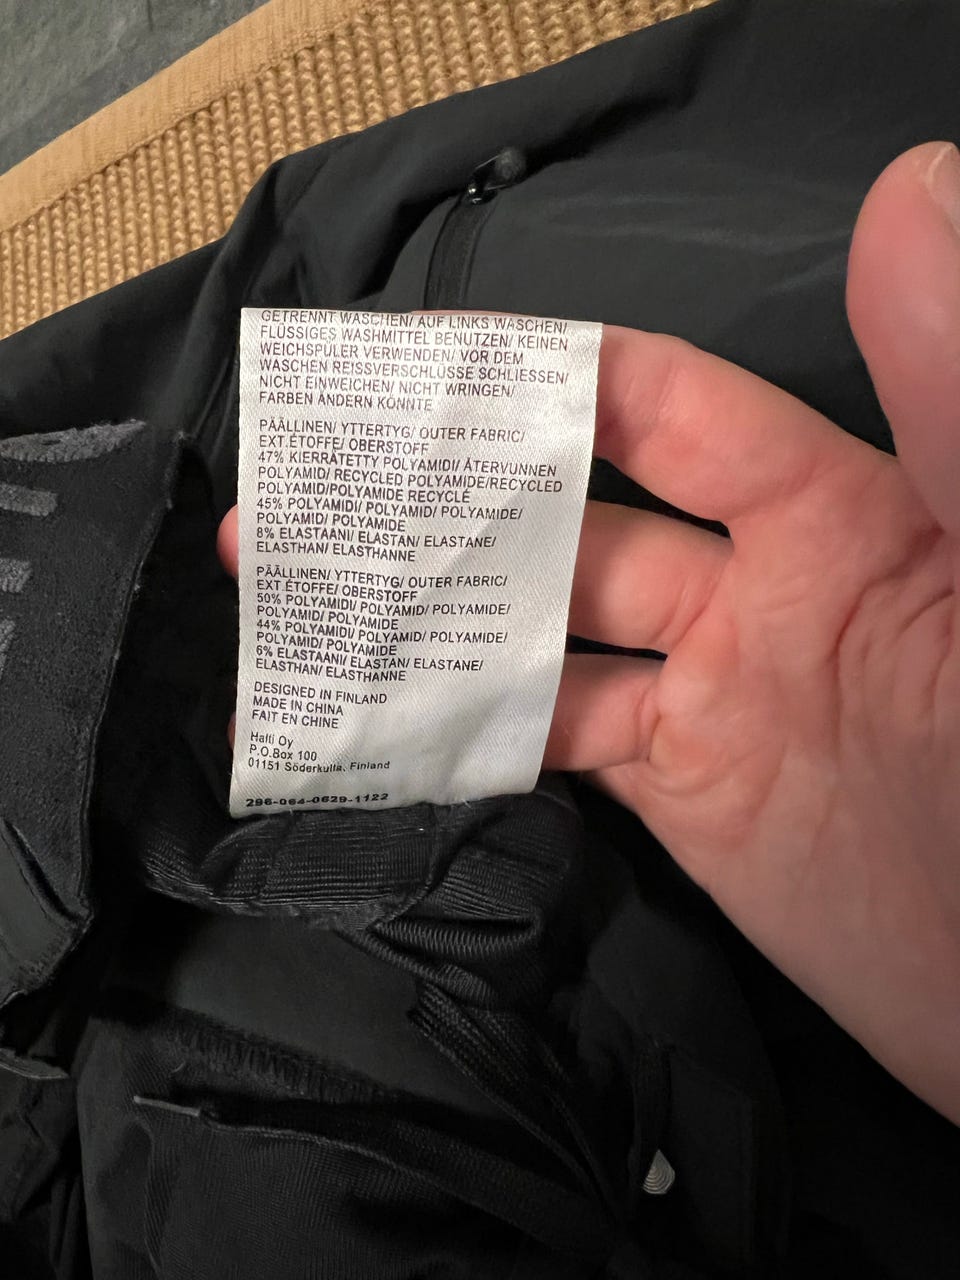 GETRENNT WASCHEN/ AUF LINKS WASCHEN/
FLÜSSIGES WASHMITTEL BENUTZEN/ KEINEN
WEICHSPÜLER VERWENDEN/ VOR DEM
WASCHEN REISSVERSCHLÜSSE SCHLIESSEN/
NICHT EINWEICHEN/ NICHT WRINGEN/
FARBEN ÄNDERN KÖNNTE
PÄÄLLINEN/ YTTERTYG/ OUTER FABRIC/
EXT.ÉTOFFE/ OBERSTOFF
47% KIERRÄTETTY POLYAMIDI/ ÅTERVUNNEN
POLYAMID/ RECYCLED POLYAMIDE/RECYCLED
POLYAMID/POLYAMIDE RECYCLÉ
45% POLYAMIDI/ POLYAMID/ POLYAMIDE/
POLYAMID/ POLYAMIDE
8% ELASTAANI/ ELASTAN/ ELASTANE/
ELASTHAN/ ELASTHANNE
PÄÄLLINEN/ YTTERTYG/ OUTER FABRIC/
EXT.ÉTOFFE/ OBERSTOFF
50% POLYAMIDI/ POLYAMID/ POLYAMIDE/
POLYAMID/ POLYAMIDE
44% POLYAMIDI/ POLYAMID/ POLYAMIDE/
POLYAMID/ POLYAMIDE
6% ELASTAANI/ ELASTAN/ ELASTANE/
ELASTHAN/ ELASTHANNE
DESIGNED IN FINLAND
MADE IN CHINA
FAIT EN CHINE
Halti Oy
P.O.Box 100
01151 Söderkulla, Finland
296-064-0629-1122